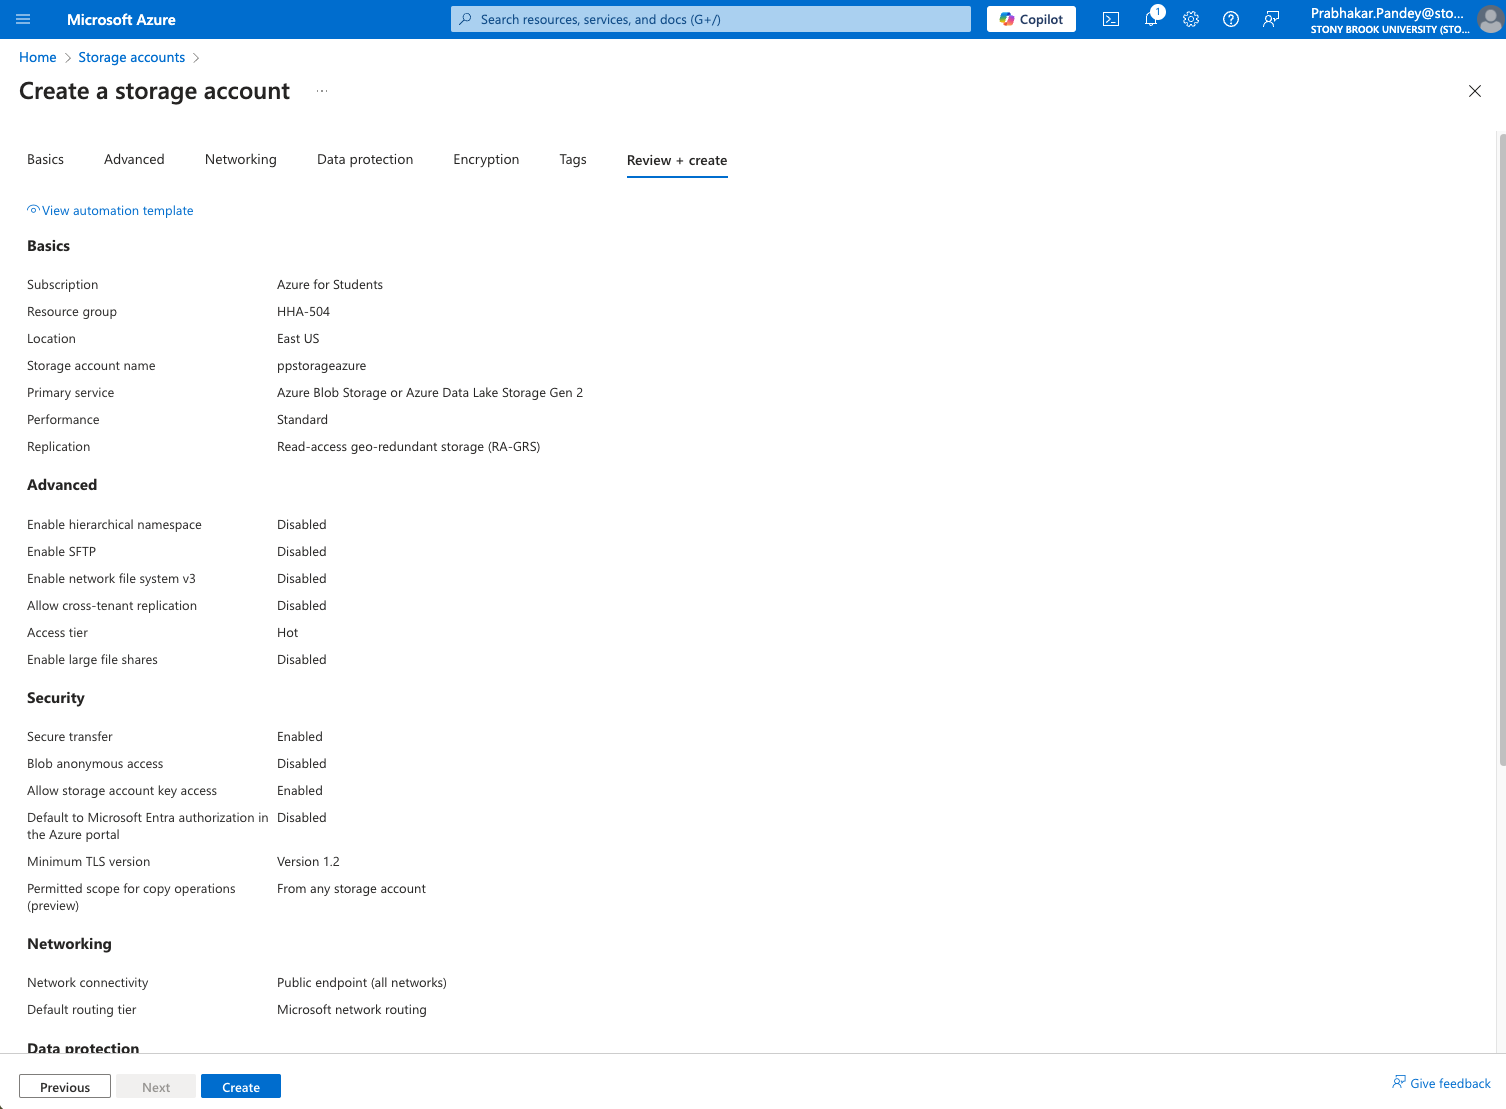 Microsoft Azure
Search resources, services, and docs (G+/)
Copilot
1
Prabhakar.Pandey@sto...
STONY BROOK UNIVERSITY (STO...
Home > Storage accounts >
Create a storage account ...
Basics Advanced Networking Data protection Encryption Tags Review + create
View automation template
Basics
Subscription Azure for Students
Resource group HHA-504
Location East US
Storage account name ppstorageazure
Primary service Azure Blob Storage or Azure Data Lake Storage Gen 2
Performance Standard
Replication Read-access geo-redundant storage (RA-GRS)
Advanced
Enable hierarchical namespace Disabled
Enable SFTP Disabled
Enable network file system v3 Disabled
Allow cross-tenant replication Disabled
Access tier Hot
Enable large file shares Disabled
Security
Secure transfer Enabled
Blob anonymous access Disabled
Allow storage account key access Enabled
Default to Microsoft Entra authorization in Disabled
the Azure portal
Minimum TLS version Version 1.2
Permitted scope for copy operations From any storage account
(preview)
Networking
Network connectivity Public endpoint (all networks)
Default routing tier Microsoft network routing
Data protection
Previous Next Create Give feedback